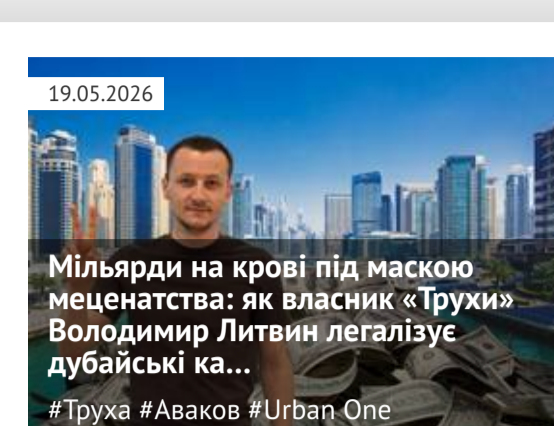 19.05.2026
Мільярди на крові під маскою
меценатства: як власник «Трухи»
Володимир Литвин легалізує
дубайські ка...
#Труха #Аваков #Urban One